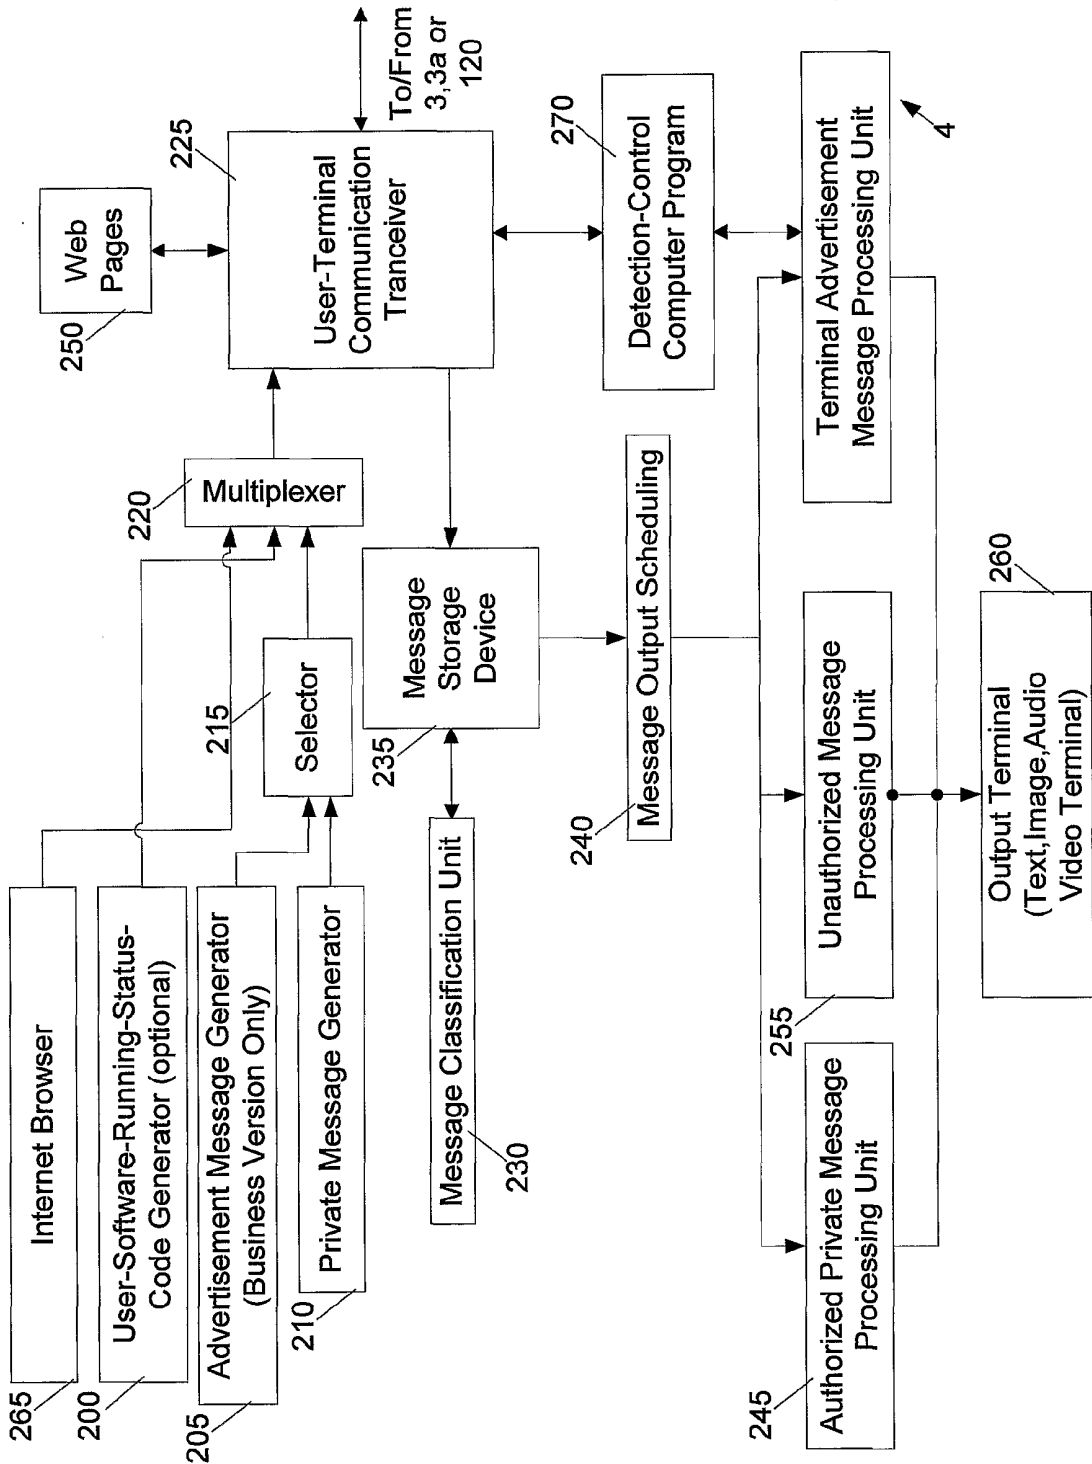 265
Internet Browser
200
User-Software-Running-Status-
Code Generator (optional)
205
Advertisement Message Generator
(Business Version Only)
210
Private Message Generator
215
Selector
220
Multiplexer
250
Web
Pages
225
User-Terminal
Communication
Tranceiver
To/From
3,3a or
120
230
Message Classification Unit
235
Message
Storage
Device
240
Message Output Scheduling
270
Detection-Control
Computer Program
245
Authorized Private Message
Processing Unit
255
Unauthorized Message
Processing Unit
Terminal Advertisement
Message Processing Unit
4
260
Output Terminal
(Text,Image,Audio
Video Terminal)